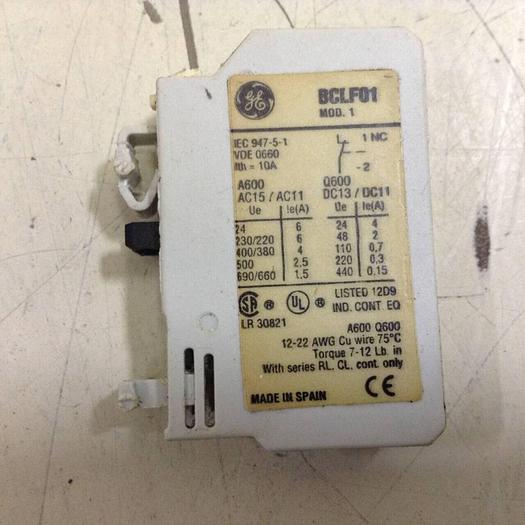 GE
BCLF01
MOD. 1
IEC 947-5-1
VDE 0660
Ith = 10A
1 NC
-2
A600
AC15 / AC11
Ue Ie(A)
24 6
230/220 6
400/380 4
500 2.5
690/660 1.5
Q600
DC13 / DC11
Ue Ie(A)
24 4
48 2
110 0,7
220 0,3
440 0.15
SA ® UL ®
LR 30821
LISTED 12D9
IND. CONT EQ
A600 Q600
12-22 AWG Cu wire 75°C
Torque 7-12 Lb. in
With series RL, CL, cont. only
MADE IN SPAIN
CE